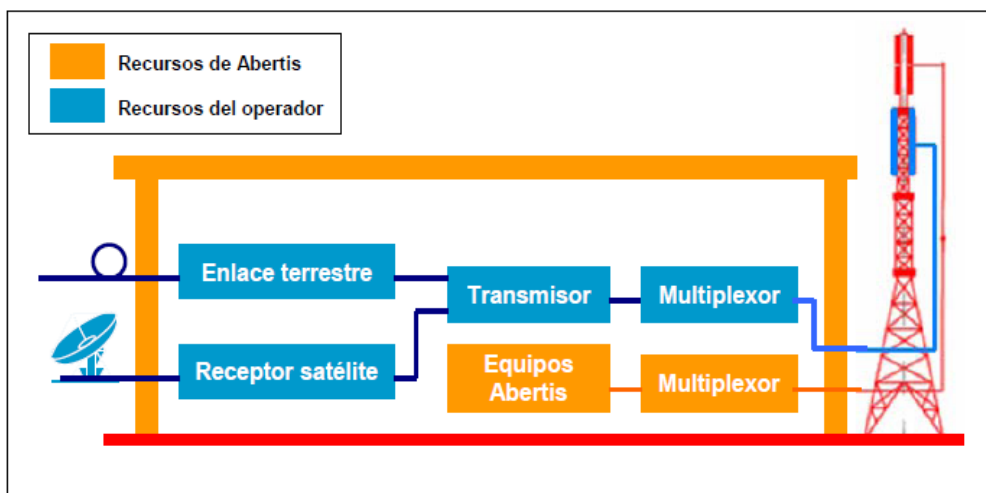 Recursos de Abertis
Recursos del operador
Enlace terrestre
Transmisor
Multiplexor
Receptor satélite
Equipos
Abertis
Multiplexor